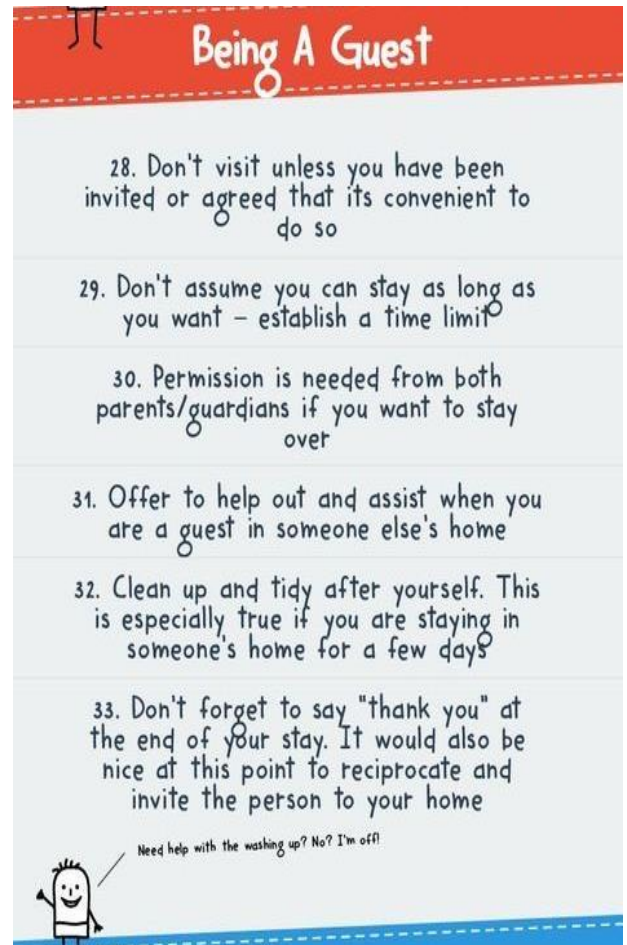 Being A Guest
28. Don't visit unless you have been
invited or agreed that its convenient to
do so
29. Don't assume you can stay as long as
you want – establish a time limit
30. Permission is needed from both
parents/guardians if you want to stay
over
31. Offer to help out and assist when you
are a guest in someone else's home
32. Clean up and tidy after yourself. This
is especially true if you are staying in
someone's home for a few days
33. Don't forget to say "thank you" at
the end of your stay. It would also be
nice at this point to reciprocate and
invite the person to your home
Need help with the washing up? No? I'm off!